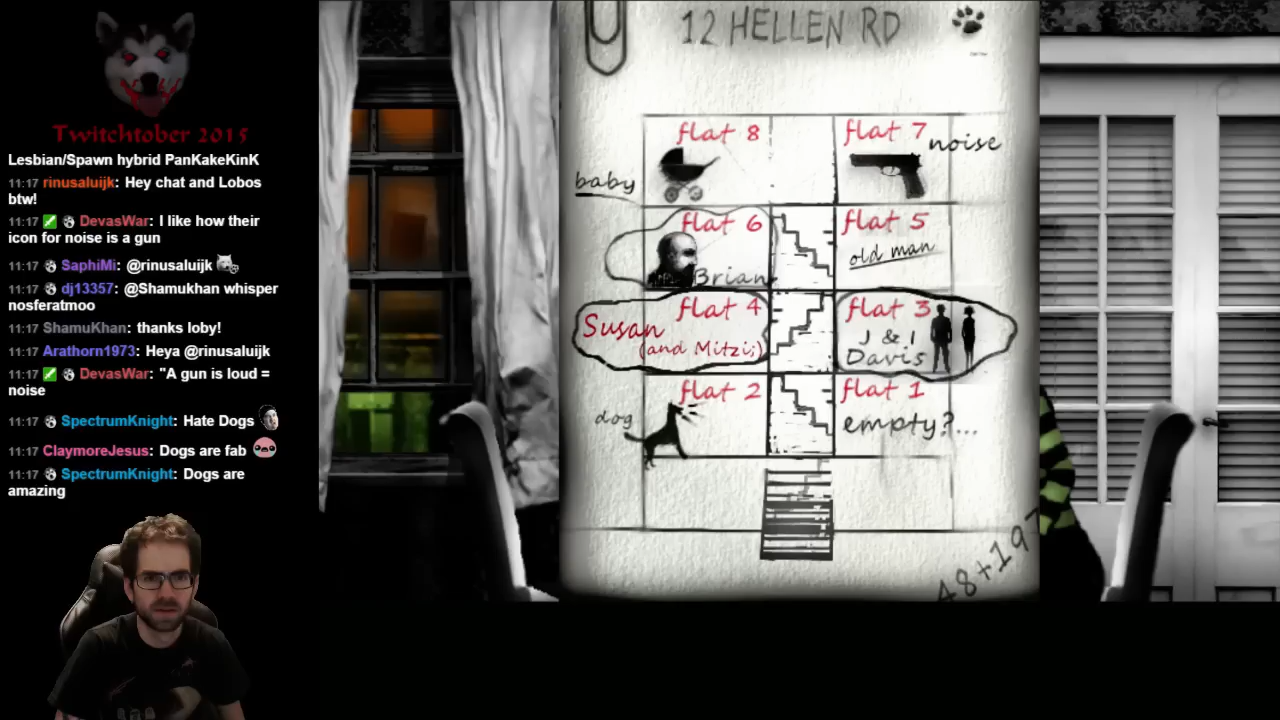 Twitchtober 2015
Lesbian/Spawn hybrid PanKakeKinK
11:17 rinusaluijk: Hey chat and Lobos
btw!
11:17 DevasWar: I like how their
icon for noise is a gun
11:17 SaphiMi: @rinusaluijk
11:17 dj13357: @Shamukhan whisper
nosferatmoo
11:17 ShamuKhan: thanks loby!
11:17 Arathorn1973: Heya @rinusaluijk
11:17 DevasWar: "A gun is loud =
noise
11:17 SpectrumKnight: Hate Dogs
11:17 ClaymoreJesus: Dogs are fab
11:17 SpectrumKnight: Dogs are
amazing
12 HELLEN RD
flat 8
flat 7
noise
baby
flat 6
flat 5
Brian
old man
flat 4
flat 3
Susan
(and Mitzi;)
J & I
Davis
flat 2
flat 1
dog
empty?...
48+197